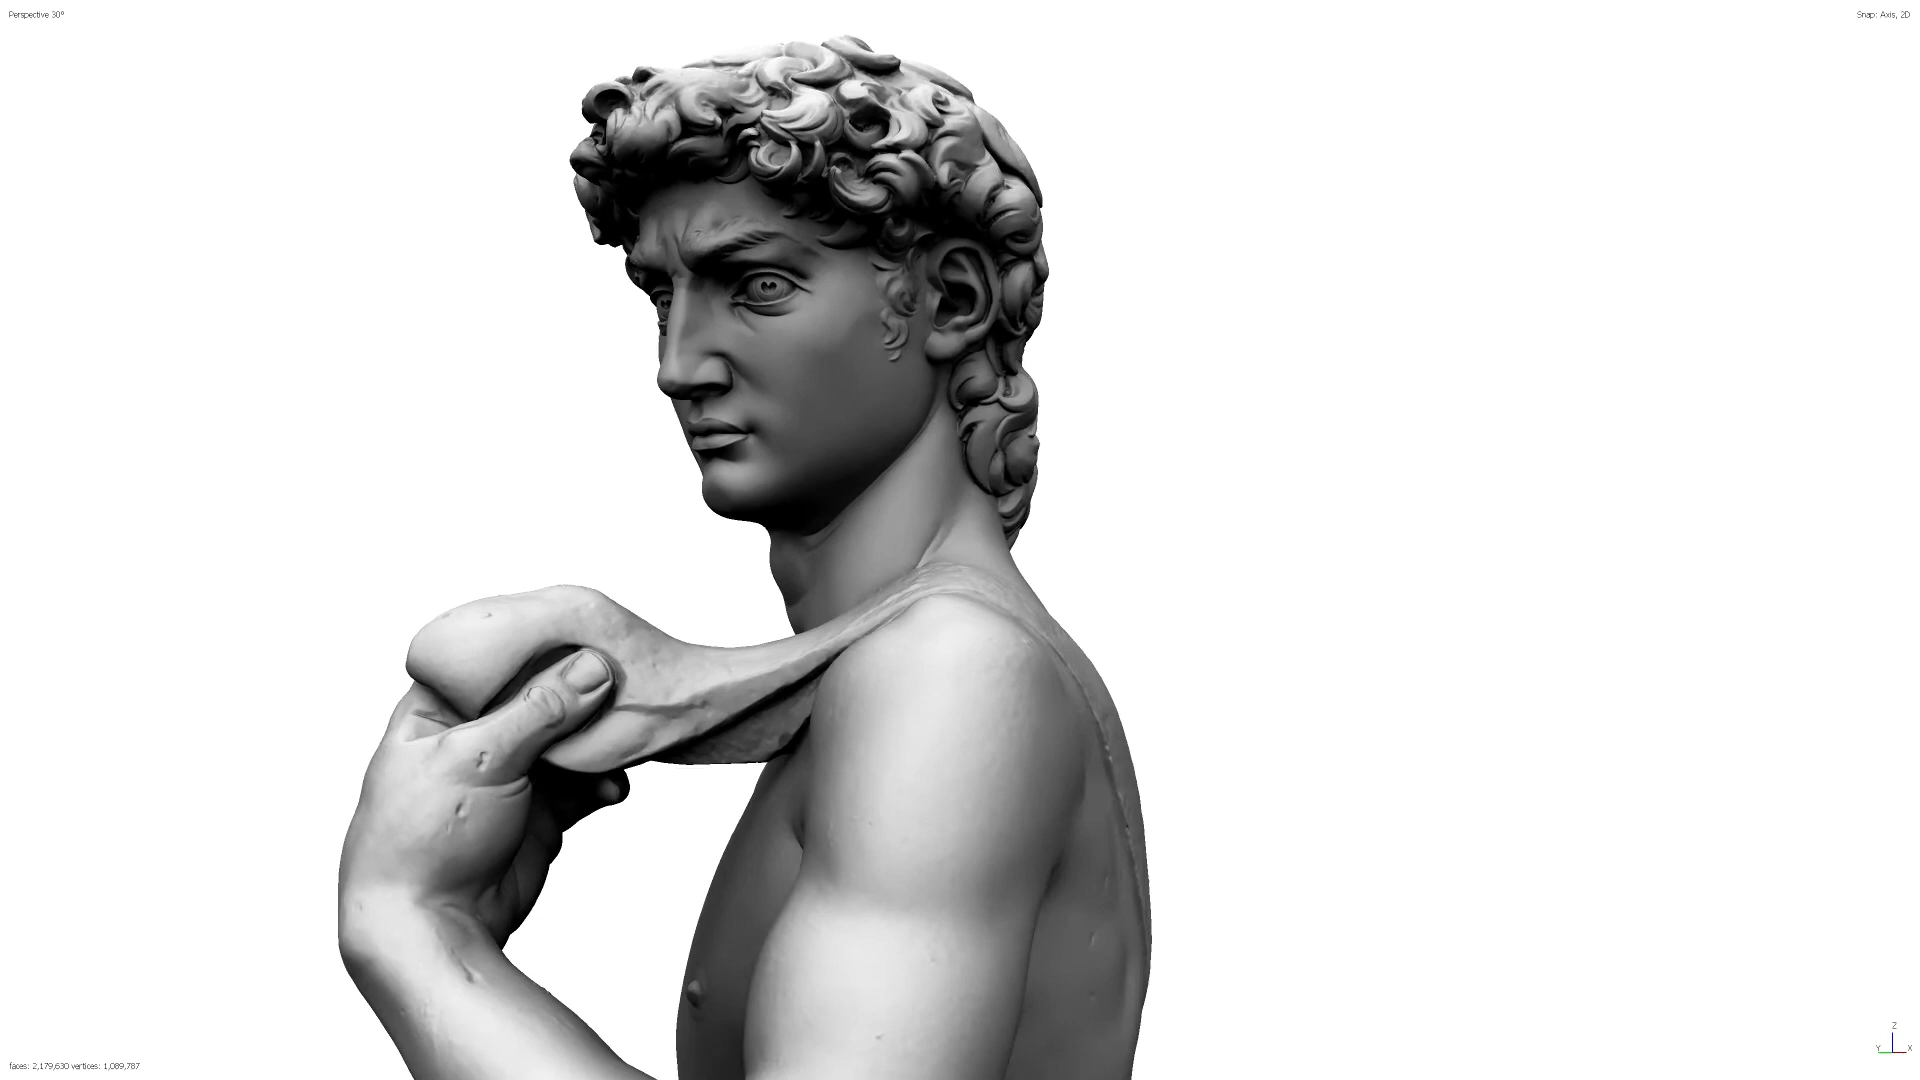 Perspective 30°
Snap: Axis, 2D
faces: 2,179,630 vertices: 1,089,787
Z
Y
X